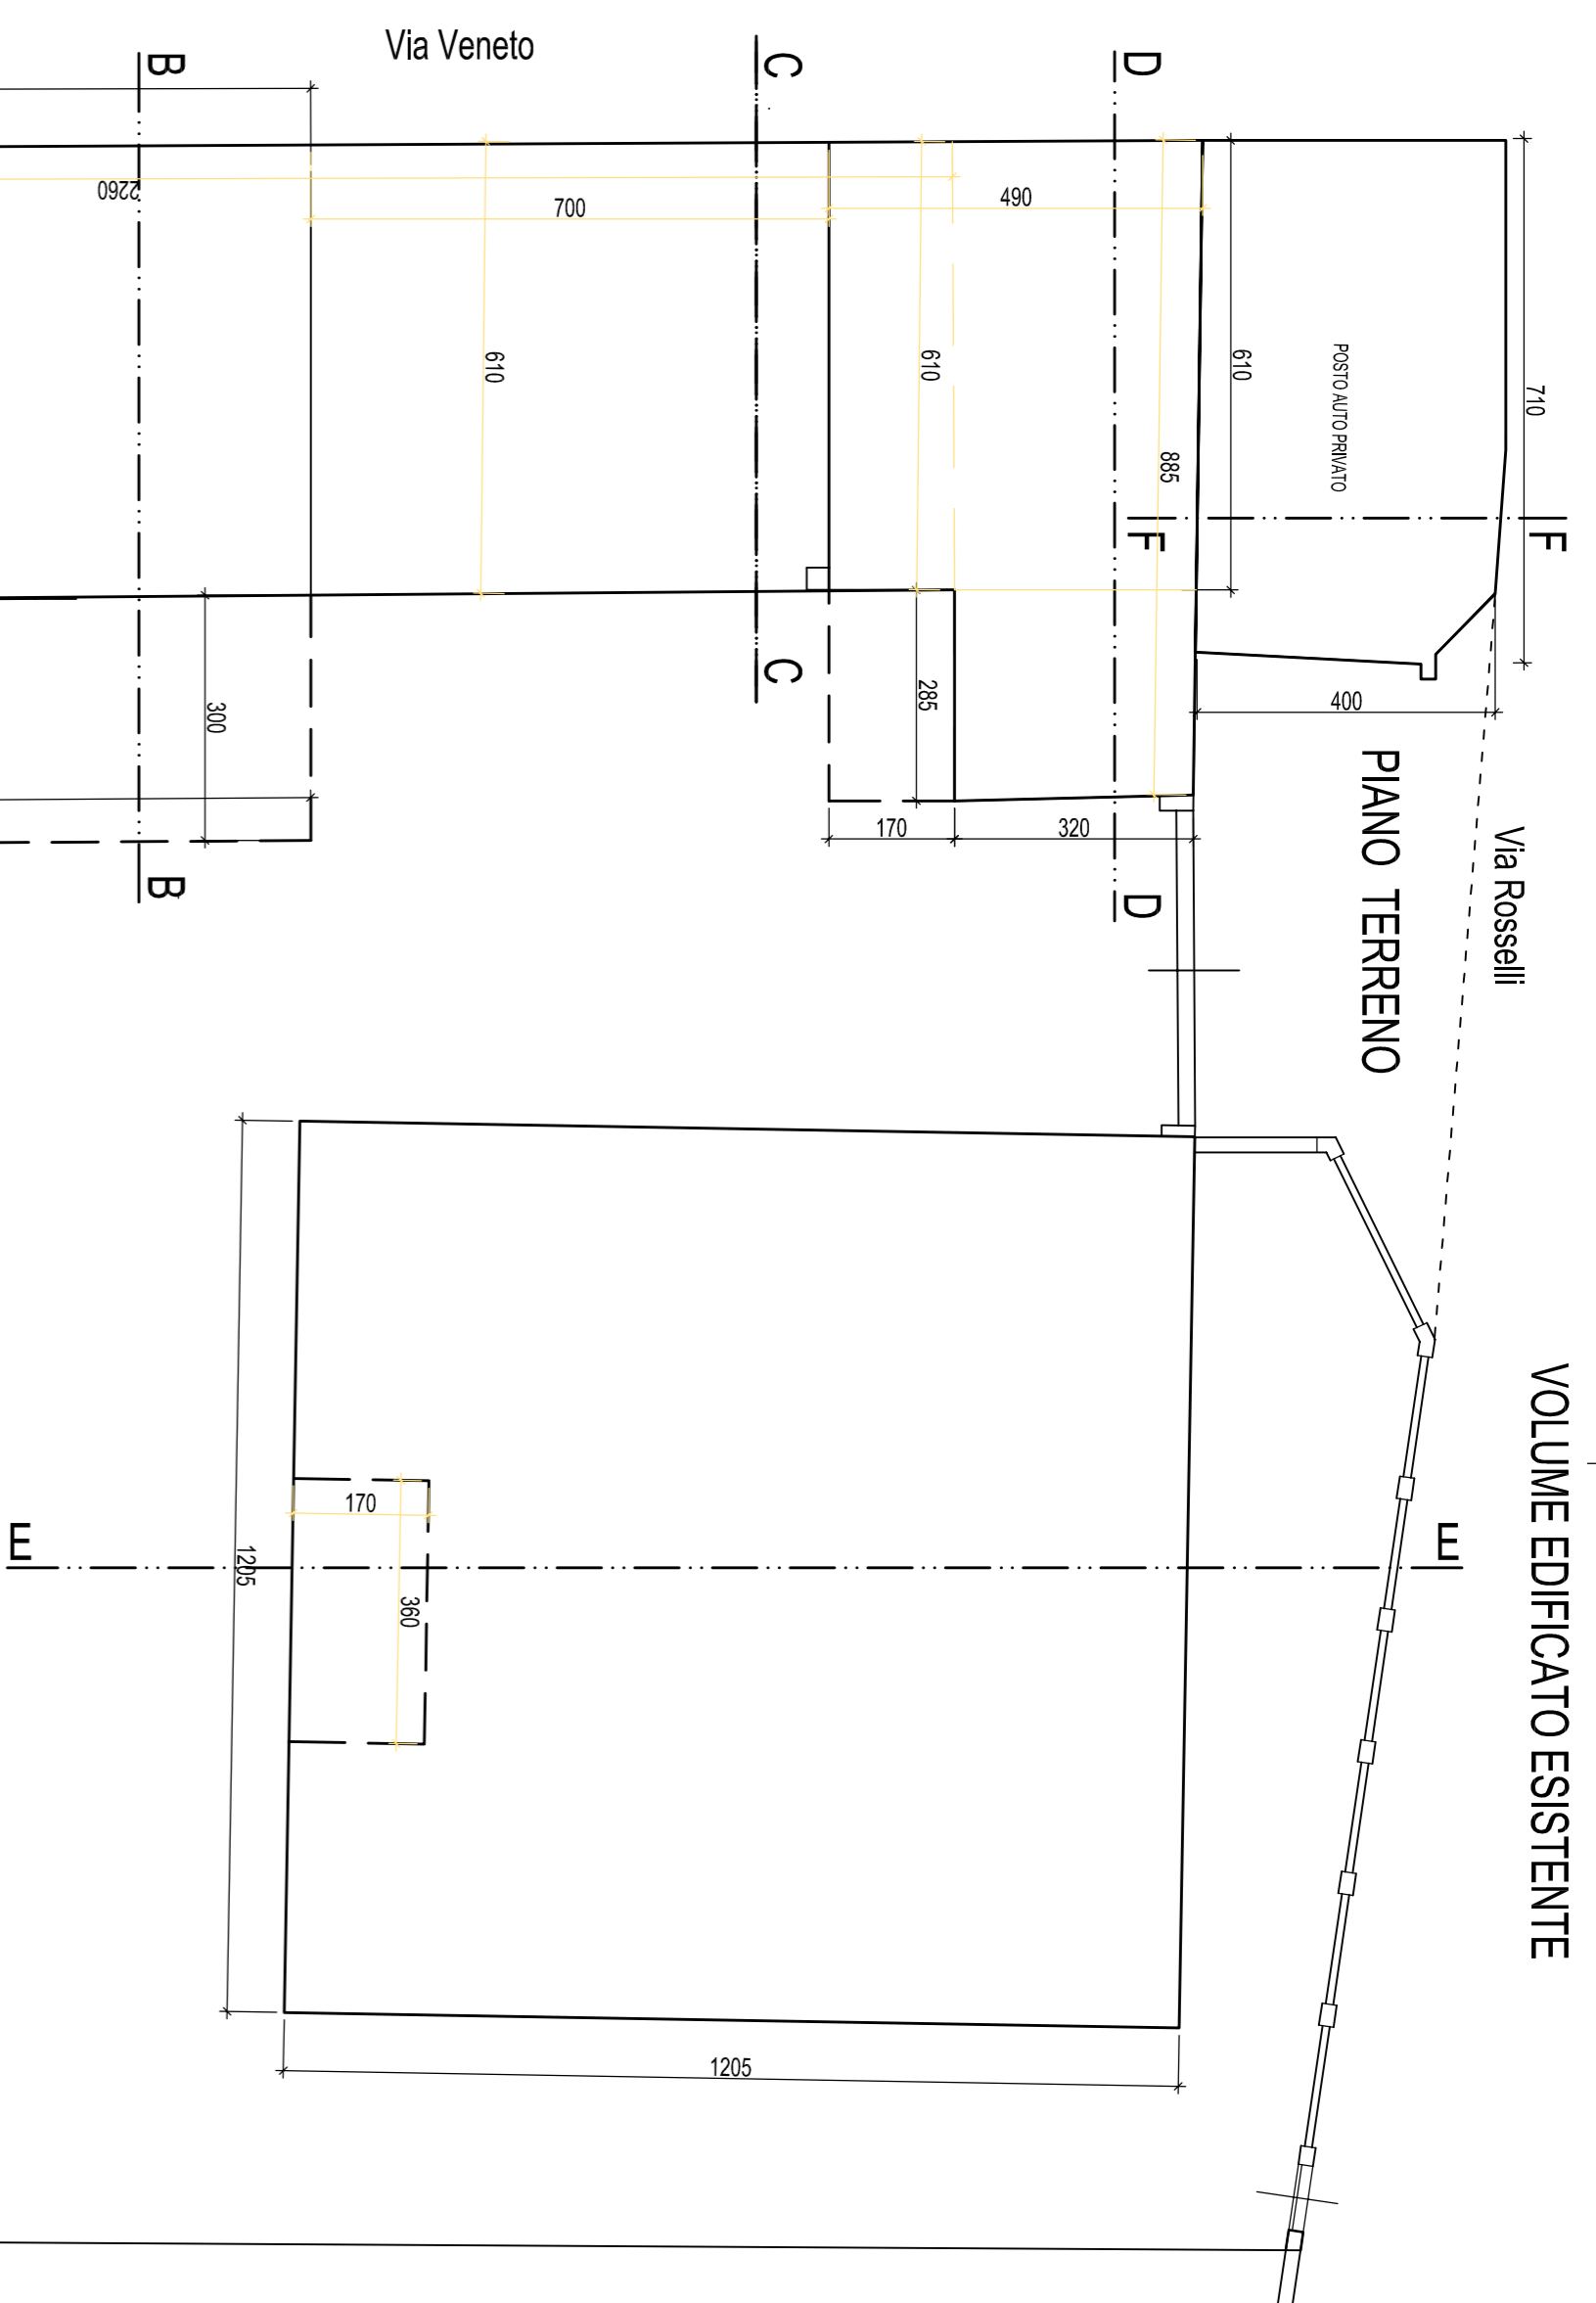 Via Veneto
B
C
D
2260
700
490
610
610
610
885
POSTO AUTO PRIVATO
710
F
F
C
300
285
400
170
320
B
D
PIANO TERRENO
Via Rosselli
VOLUME EDIFICATO ESISTENTE
170
360
1205
E
E
1205